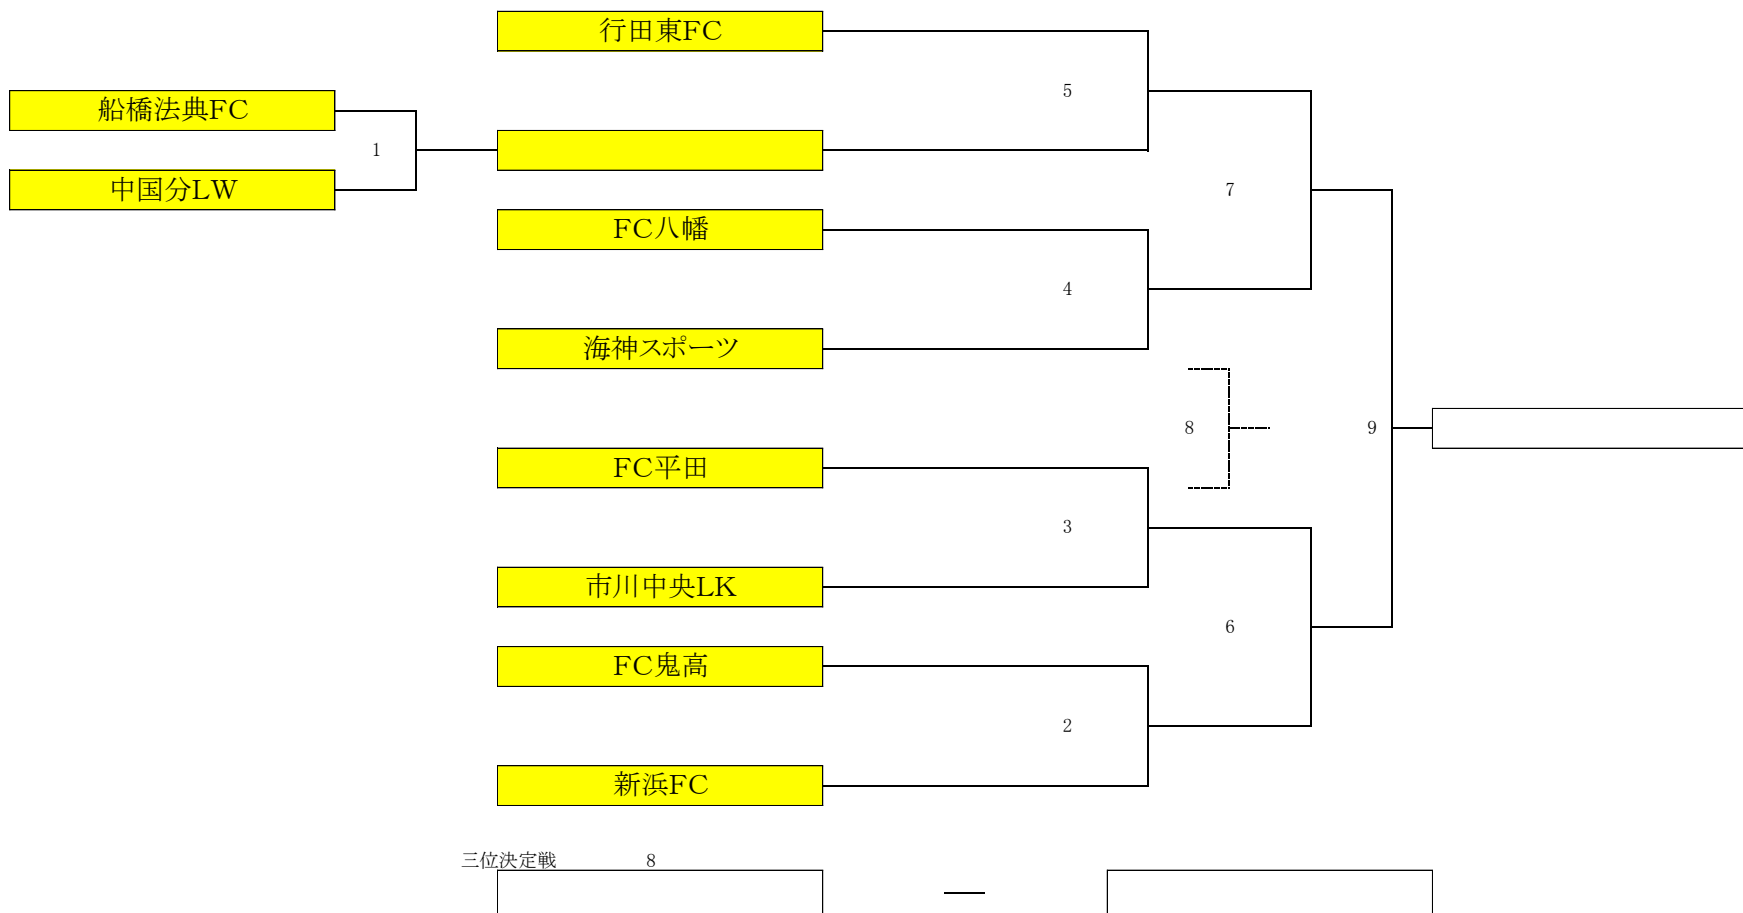 行田東FC
5
船橋法典FC
1
中国分LW
7
FC八幡
4
海神スポーツ
8
9
FC平田
3
市川中央LK
6
FC鬼高
2
新浜FC
三位決定戦 8